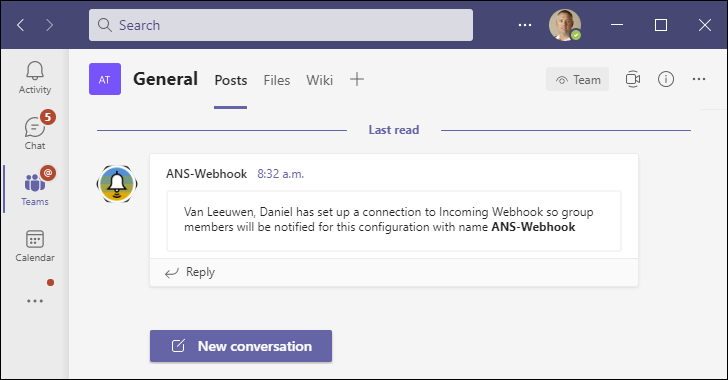 Search
AT
General
Posts
Files
Wiki
Team
Activity
5
Chat
@
Teams
Calendar
Last read
ANS-Webhook 8:32 a.m.
Van Leeuwen, Daniel has set up a connection to Incoming Webhook so group
members will be notified for this configuration with name ANS-Webhook
Reply
New conversation